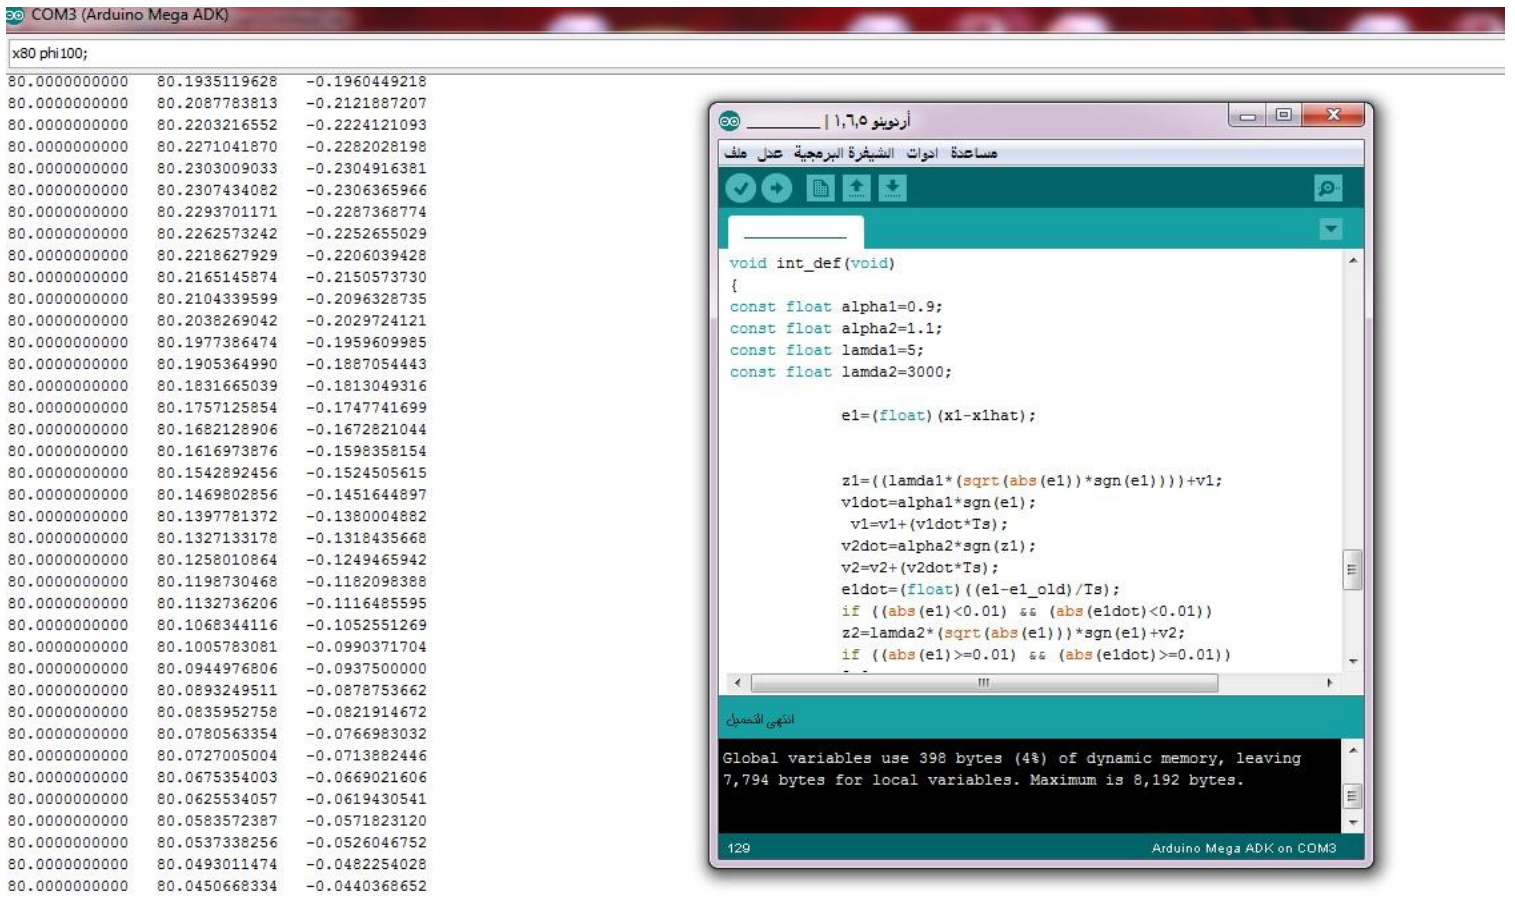 COM3 (Arduino Mega ADK)
x80 phi100;
80.0000000000 80.1935119628 -0.1960449218
80.0000000000 80.2087783813 -0.2121887207
80.0000000000 80.2203216552 -0.2224121093
80.0000000000 80.2271041870 -0.2282028198
80.0000000000 80.2303009033 -0.2304916381
80.0000000000 80.2307434082 -0.2306365966
80.0000000000 80.2293701171 -0.2287368774
80.0000000000 80.2262573242 -0.2252655029
80.0000000000 80.2218627929 -0.2206039428
80.0000000000 80.2165145874 -0.2150573730
80.0000000000 80.2104339599 -0.2096328735
80.0000000000 80.2038269042 -0.2029724121
80.0000000000 80.1977386474 -0.1959609985
80.0000000000 80.1905364990 -0.1887054443
80.0000000000 80.1831665039 -0.1813049316
80.0000000000 80.1757125854 -0.1747741699
80.0000000000 80.1682128906 -0.1672821044
80.0000000000 80.1616973876 -0.1598358154
80.0000000000 80.1542892456 -0.1524505615
80.0000000000 80.1469802856 -0.1451644897
80.0000000000 80.1397781372 -0.1380004882
80.0000000000 80.1327133178 -0.1318435668
80.0000000000 80.1258010864 -0.1249465942
80.0000000000 80.1198730468 -0.1182098388
80.0000000000 80.1132736206 -0.1116485595
80.0000000000 80.1068344116 -0.1052551269
80.0000000000 80.1005783081 -0.0990371704
80.0000000000 80.0944976806 -0.0937500000
80.0000000000 80.0893249511 -0.0878753662
80.0000000000 80.0835952758 -0.0821914672
80.0000000000 80.0780563354 -0.0766983032
80.0000000000 80.0727005004 -0.0713882446
80.0000000000 80.0675354003 -0.0669021606
80.0000000000 80.0625534057 -0.0619430541
80.0000000000 80.0583572387 -0.0571823120
80.0000000000 80.0537338256 -0.0526046752
80.0000000000 80.0493011474 -0.0482254028
80.0000000000 80.0450668334 -0.0440368652
أردوينو ١,٦,٥ |
ملف عدل الشيفرة البرمجية ادوات مساعدة
void int_def(void)
{
const float alpha1=0.9;
const float alpha2=1.1;
const float lamda1=5;
const float lamda2=3000;
e1=(float)(x1-x1hat);
z1=((lamda1*(sqrt(abs(e1))*sgn(e1))))+v1;
v1dot=alpha1*sgn(e1);
v1=v1+(v1dot*Ts);
v2dot=alpha2*sgn(z1);
v2=v2+(v2dot*Ts);
e1dot=(float)((e1-e1_old)/Ts);
if ((abs(e1)<0.01) && (abs(e1dot)<0.01))
z2=lamda2*(sqrt(abs(e1)))*sgn(e1)+v2;
if ((abs(e1)>=0.01) && (abs(e1dot)>=0.01))
انتهى التحميل
Global variables use 398 bytes (4%) of dynamic memory, leaving
7,794 bytes for local variables. Maximum is 8,192 bytes.
129 Arduino Mega ADK on COM3